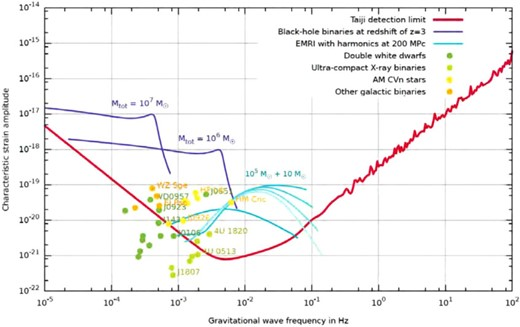 10^-14
10^-15
10^-16
10^-17
10^-18
10^-19
10^-20
10^-21
10^-22
Characteristic strain amplitude
Taiji detection limit
Black-hole binaries at redshift of z=3
EMRI with harmonics at 200 MPc
Double white dwarfs
Ultra-compact X-ray binaries
AM CVn stars
Other galactic binaries
M_tot = 10^7 M_☉
M_tot = 10^6 M_☉
10^5 M_☉ + 10 M_☉
WZ Sge
WD0957
J0923
4U 1820
4U 0513
J1807
10^-5
10^-4
10^-3
10^-2
10^-1
10^0
10^1
10^2
Gravitational wave frequency in Hz